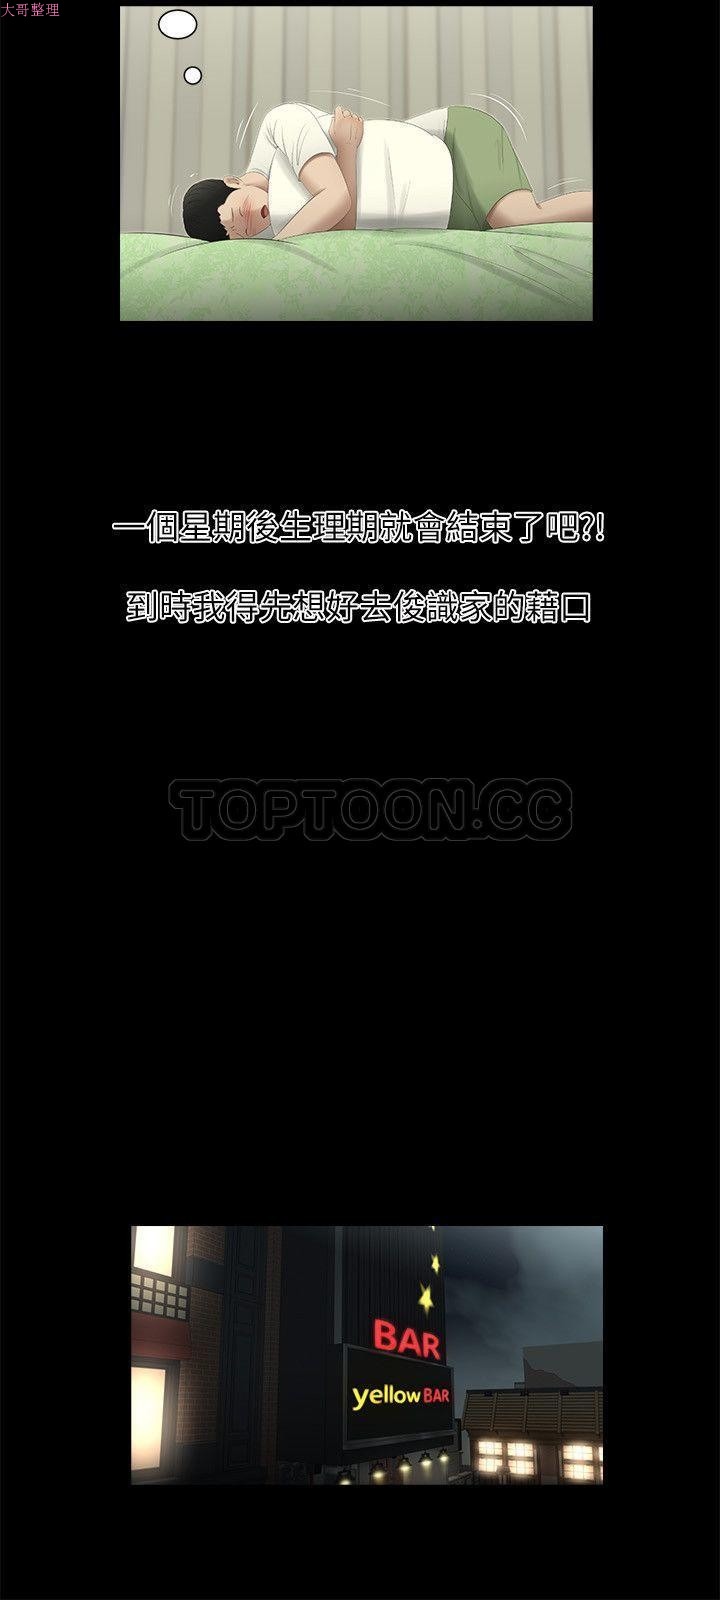 大哥整理
一個星期後生理期就會結束了吧?!
到時我得先想好去俊識家的藉口
TOPTOON.CC
BAR
yellow BAR